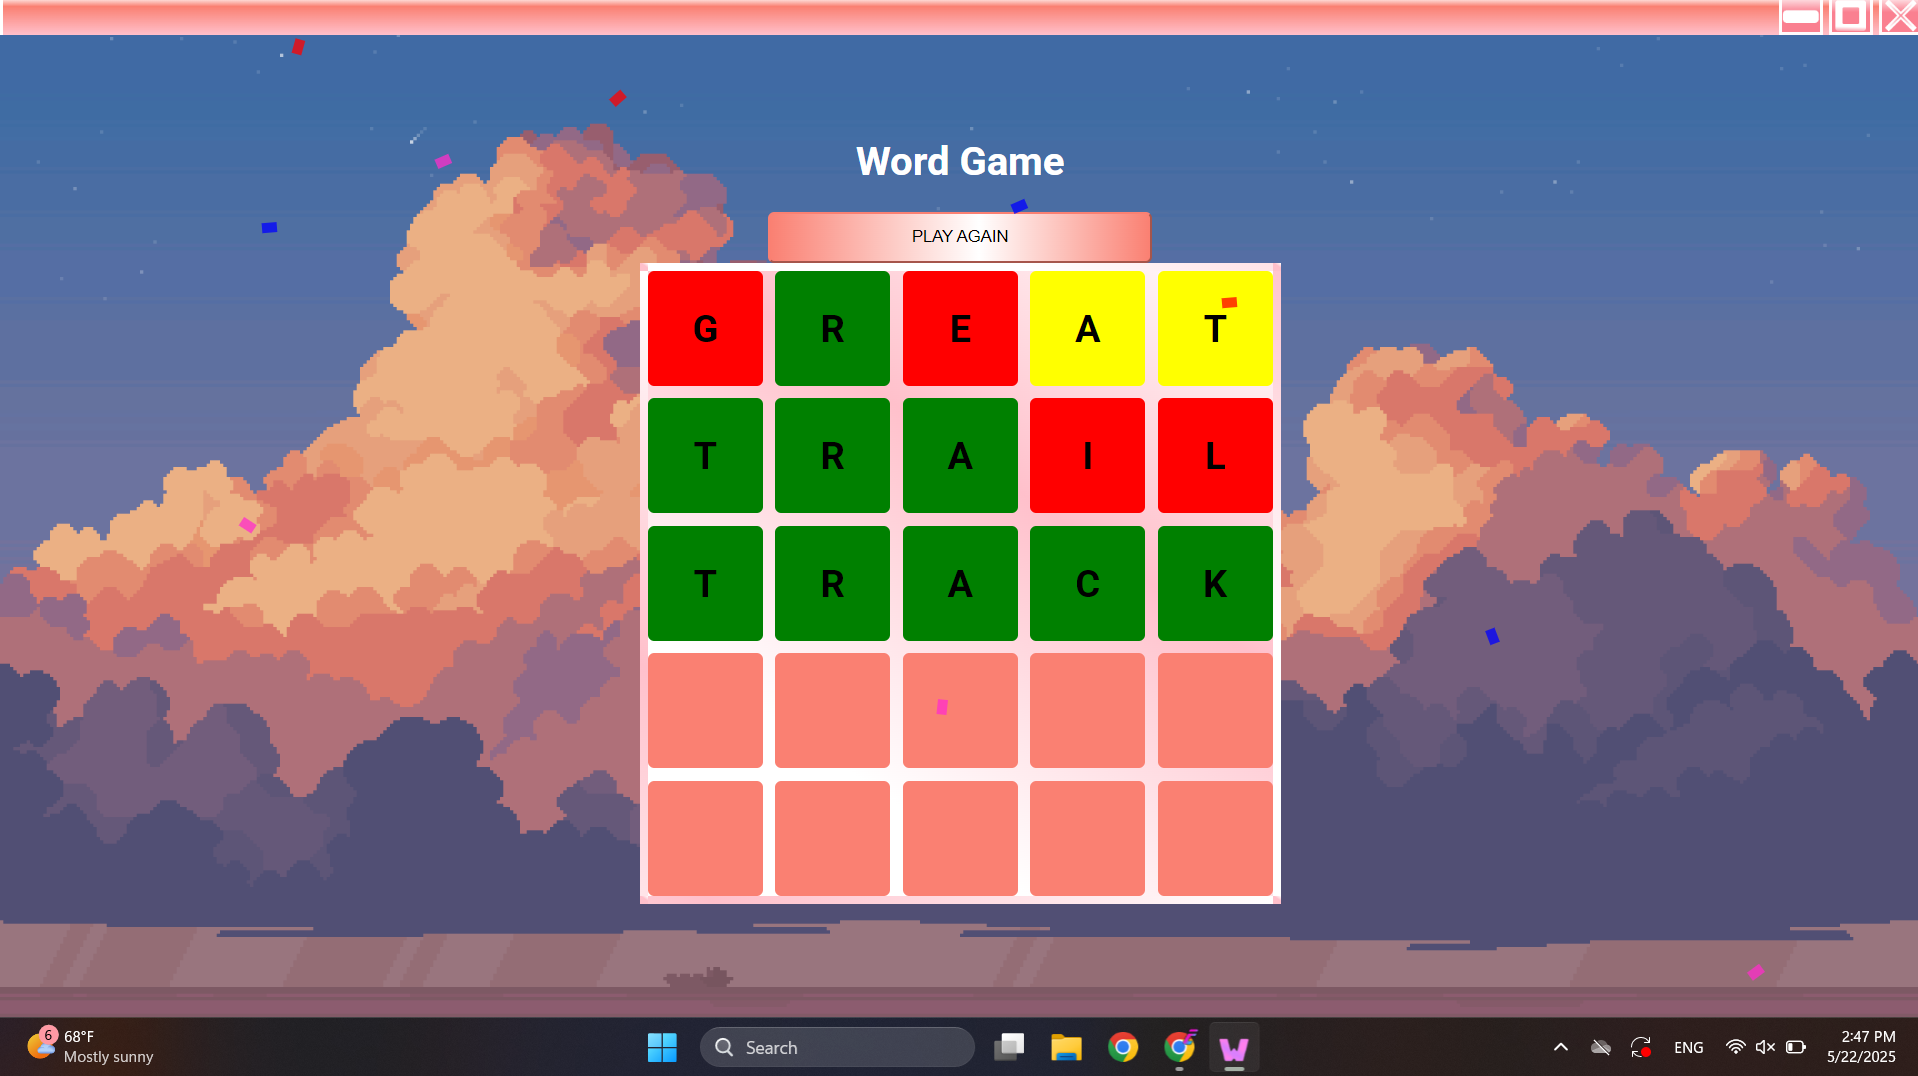 Word Game
PLAY AGAIN
G R E A T
T R A I L
T R A C K
6
68°F
Mostly sunny
Search
ENG
2:47 PM
5/22/2025